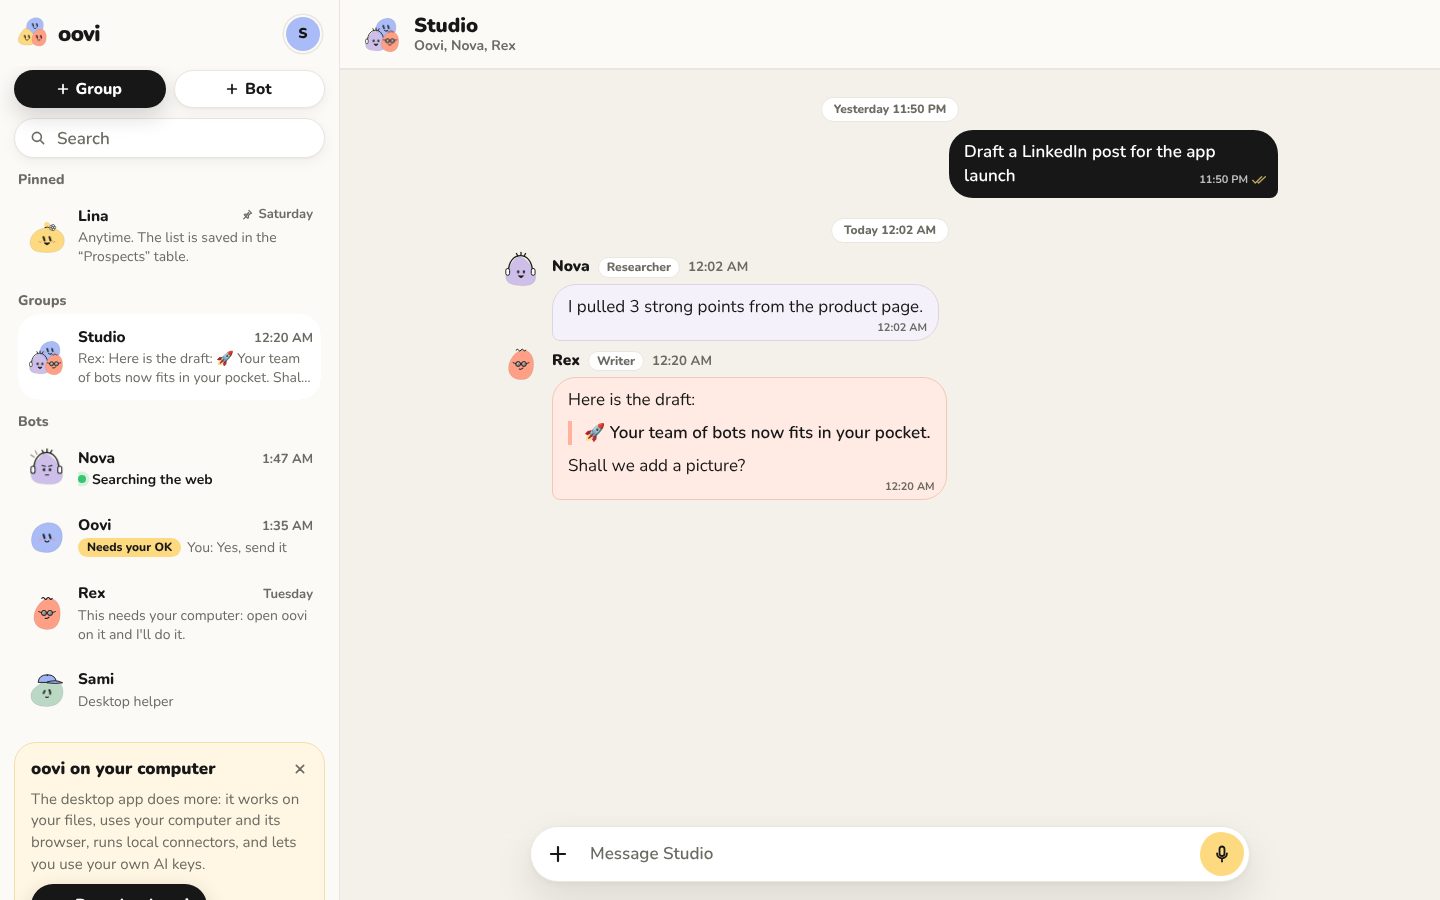 oovi
S
+ Group
+ Bot
Search
Pinned
Lina
Saturday
Anytime. The list is saved in the
“Prospects” table.
Groups
Studio
12:20 AM
Rex: Here is the draft: 🚀 Your team
of bots now fits in your pocket. Shal...
Bots
Nova
1:47 AM
Searching the web
Oovi
1:35 AM
Needs your OK
You: Yes, send it
Rex
Tuesday
This needs your computer: open oovi
on it and I'll do it.
Sami
Desktop helper
oovi on your computer
The desktop app does more: it works on
your files, uses your computer and its
browser, runs local connectors, and lets
you use your own AI keys.
Studio
Oovi, Nova, Rex
Yesterday 11:50 PM
Draft a LinkedIn post for the app
launch
11:50 PM
Today 12:02 AM
Nova
Researcher
12:02 AM
I pulled 3 strong points from the product page.
12:02 AM
Rex
Writer
12:20 AM
Here is the draft:
🚀 Your team of bots now fits in your pocket.
Shall we add a picture?
12:20 AM
Message Studio